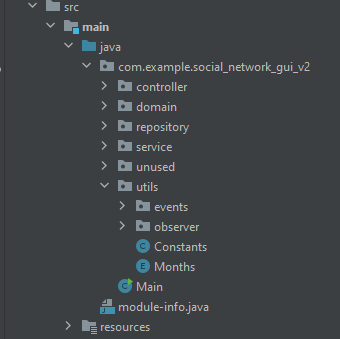 src
main
java
com.example.social_network_gui_v2
controller
domain
repository
service
unused
utils
events
observer
C Constants
E Months
C Main
module-info.java
resources